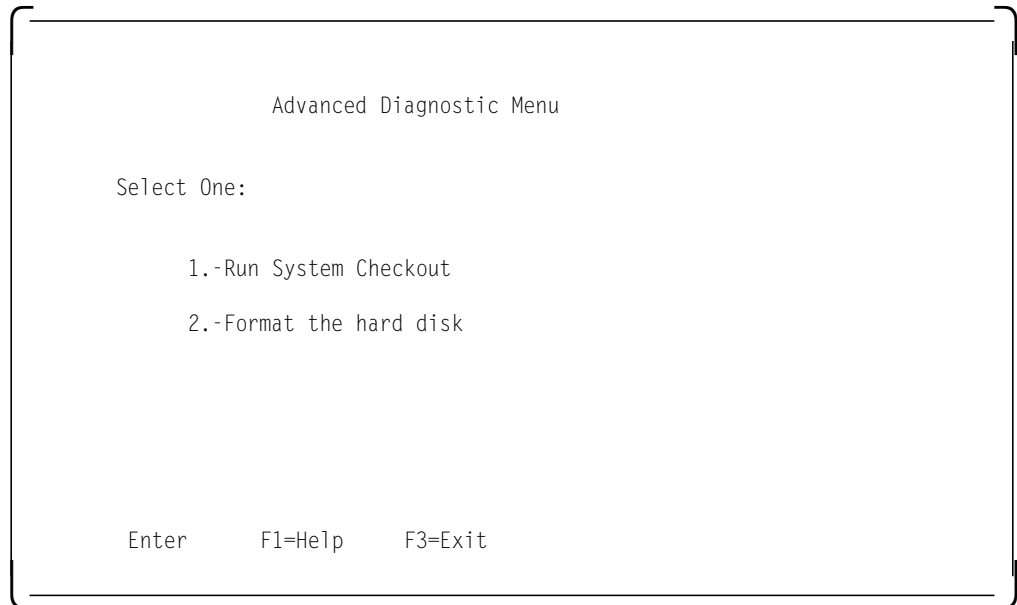 Advanced Diagnostic Menu
Select One:
1.-Run System Checkout
2.-Format the hard disk
Enter F1=Help F3=Exit